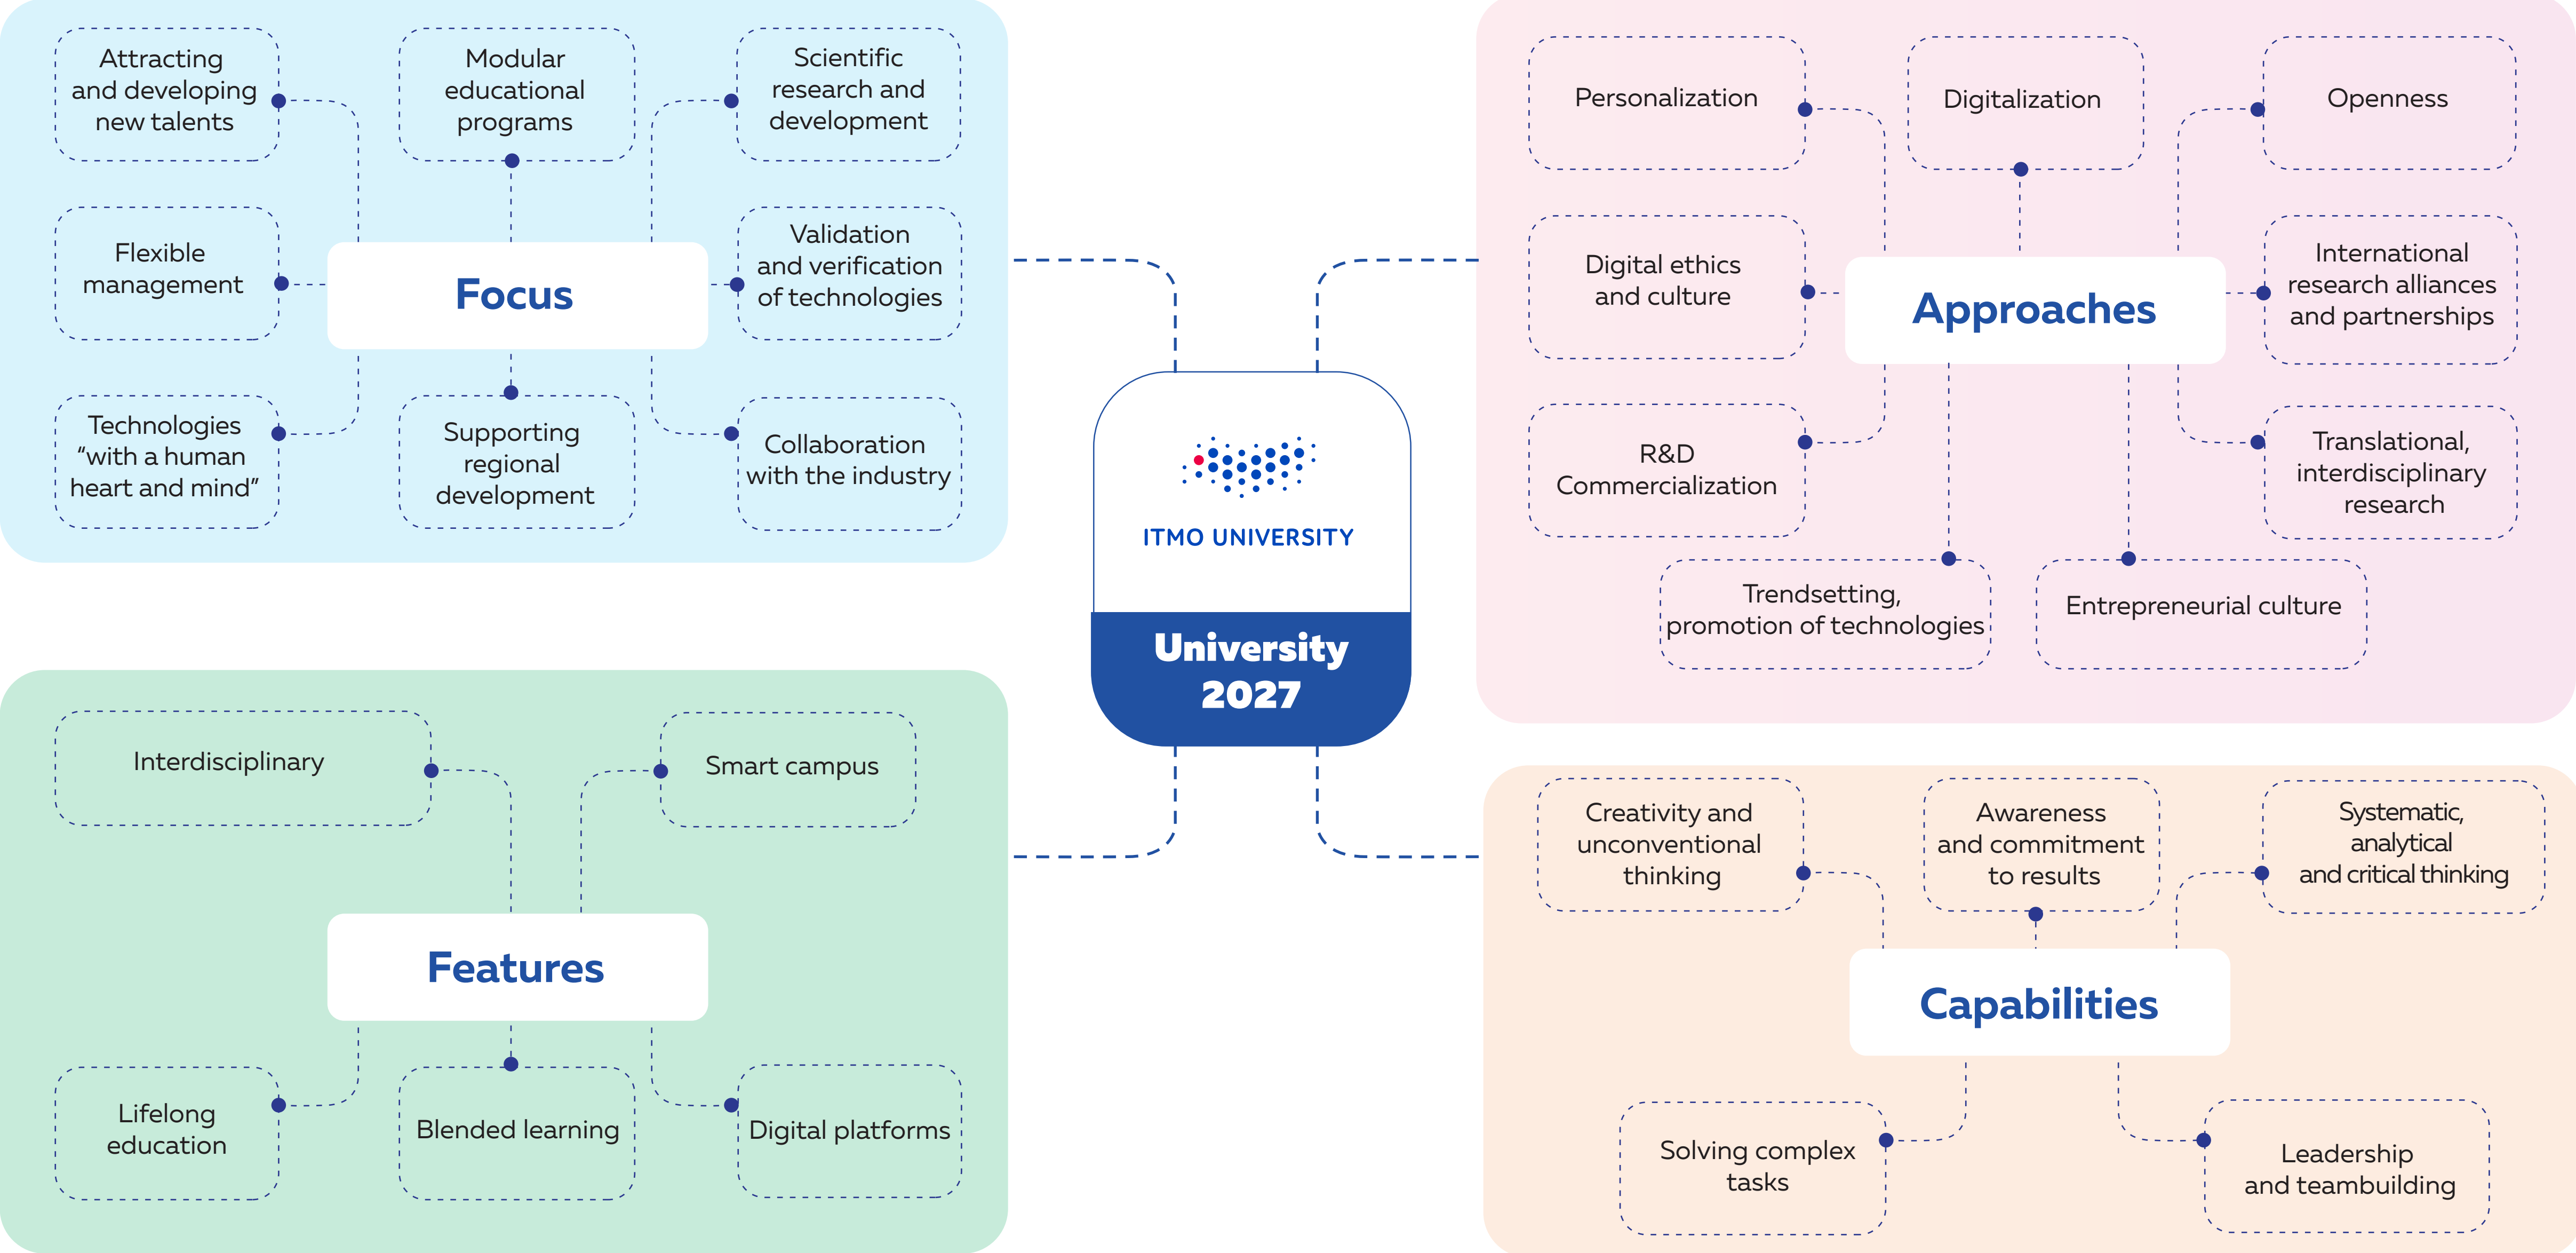 Attracting
and developing
new talents
Modular
educational
programs
Scientific
research and
development
Flexible
management
Focus
Validation
and verification
of technologies
Technologies
“with a human
heart and mind”
Supporting
regional
development
Collaboration
with the industry
Personalization
Digitalization
Openness
Digital ethics
and culture
Approaches
International
research alliances
and partnerships
R&D
Commercialization
Translational,
interdisciplinary
research
Trendsetting,
promotion of technologies
Entrepreneurial culture
ITMO UNIVERSITY
University
2027
Interdisciplinary
Smart campus
Features
Lifelong
education
Blended learning
Digital platforms
Creativity and
unconventional
thinking
Awareness
and commitment
to results
Systematic,
analytical
and critical thinking
Capabilities
Solving complex
tasks
Leadership
and teambuilding